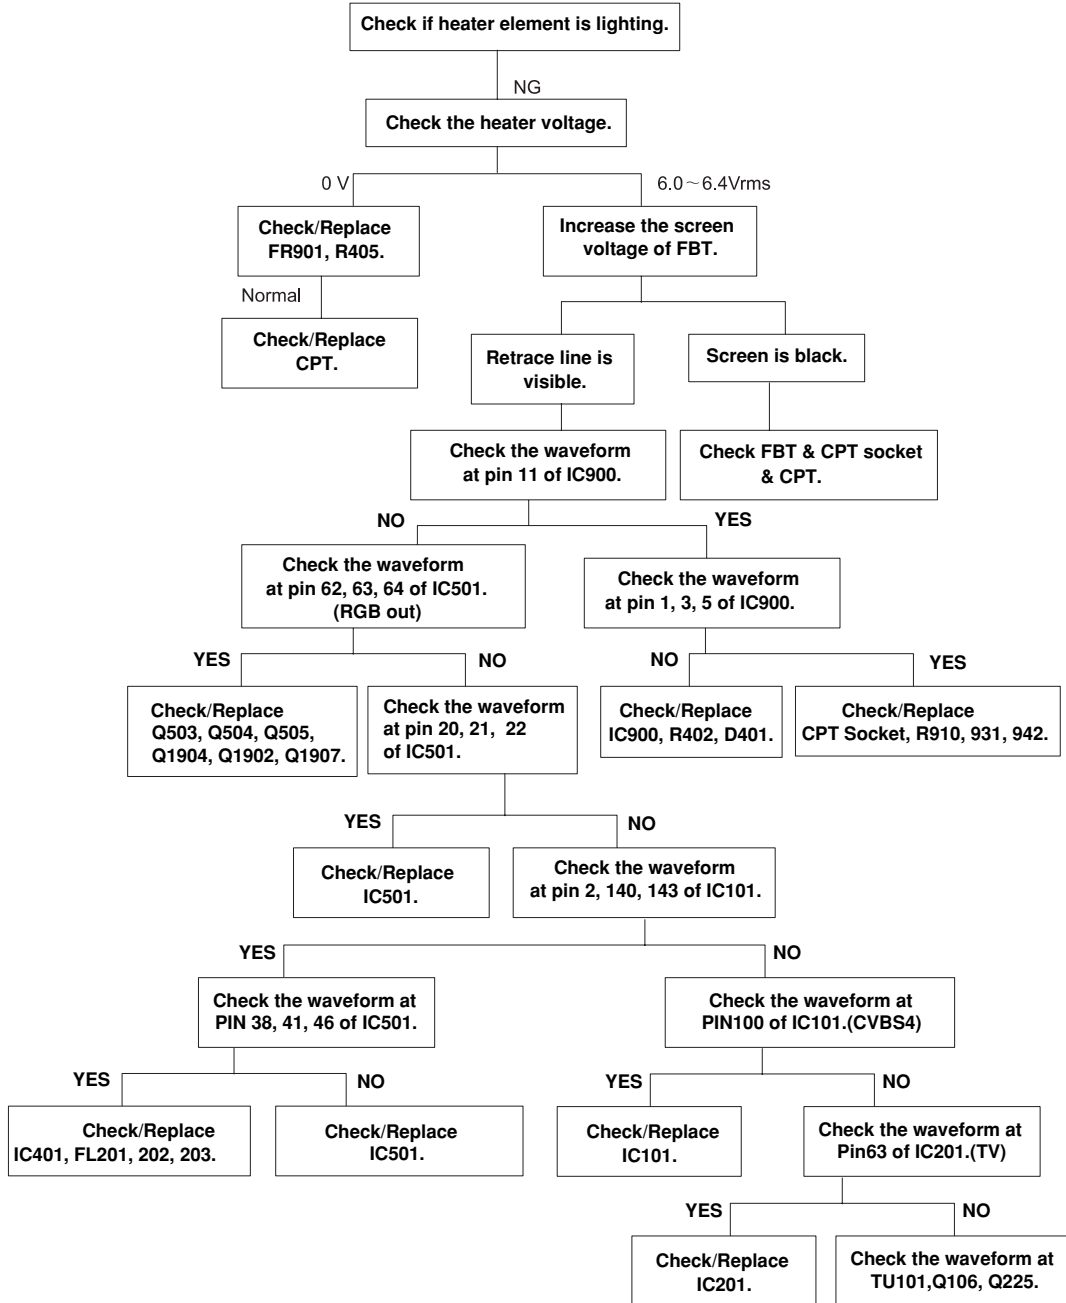 Check if heater element is lighting.
NG
Check the heater voltage.
0 V
6.0～6.4Vrms
Check/Replace
FR901, R405.
Increase the screen
voltage of FBT.
Normal
Check/Replace
CPT.
Retrace line is
visible.
Screen is black.
Check the waveform
at pin 11 of IC900.
Check FBT & CPT socket
& CPT.
NO
YES
Check the waveform
at pin 62, 63, 64 of IC501.
(RGB out)
Check the waveform
at pin 1, 3, 5 of IC900.
YES
NO
NO
YES
Check/Replace
Q503, Q504, Q505,
Q1904, Q1902, Q1907.
Check the waveform
at pin 20, 21, 22
of IC501.
Check/Replace
IC900, R402, D401.
Check/Replace
CPT Socket, R910, 931, 942.
YES
NO
Check/Replace
IC501.
Check the waveform
at pin 2, 140, 143 of IC101.
YES
NO
Check the waveform at
PIN 38, 41, 46 of IC501.
Check the waveform at
PIN100 of IC101.(CVBS4)
YES
NO
YES
NO
Check/Replace
IC401, FL201, 202, 203.
Check/Replace
IC501.
Check/Replace
IC101.
Check the waveform at
Pin63 of IC201.(TV)
YES
NO
Check/Replace
IC201.
Check the waveform at
TU101,Q106, Q225.